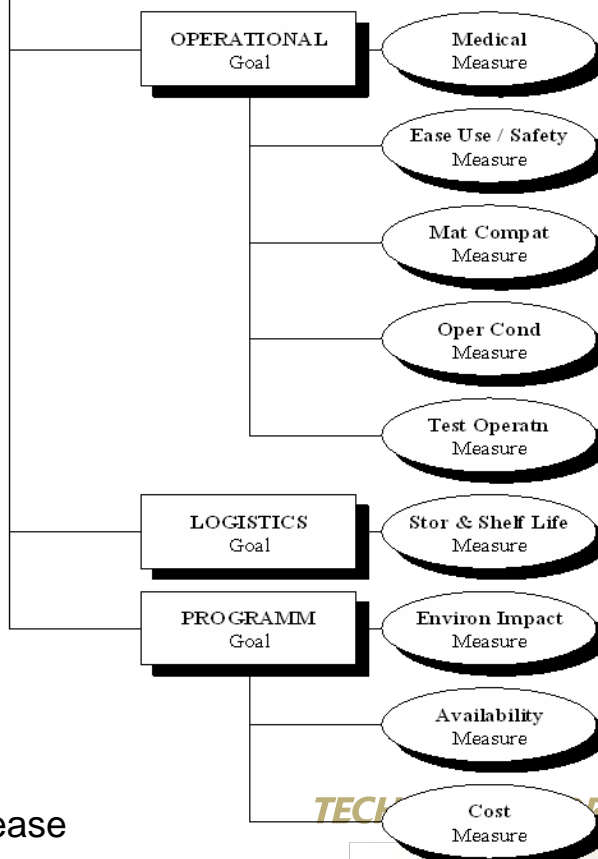 OPERATIONAL
Goal
Medical
Measure
Ease Use / Safety
Measure
Mat Compat
Measure
Oper Cond
Measure
Test Operatn
Measure
LOGISTICS
Goal
Stor & Shelf Life
Measure
PROGRAMM
Goal
Environ Impact
Measure
Availability
Measure
Cost
Measure
ease